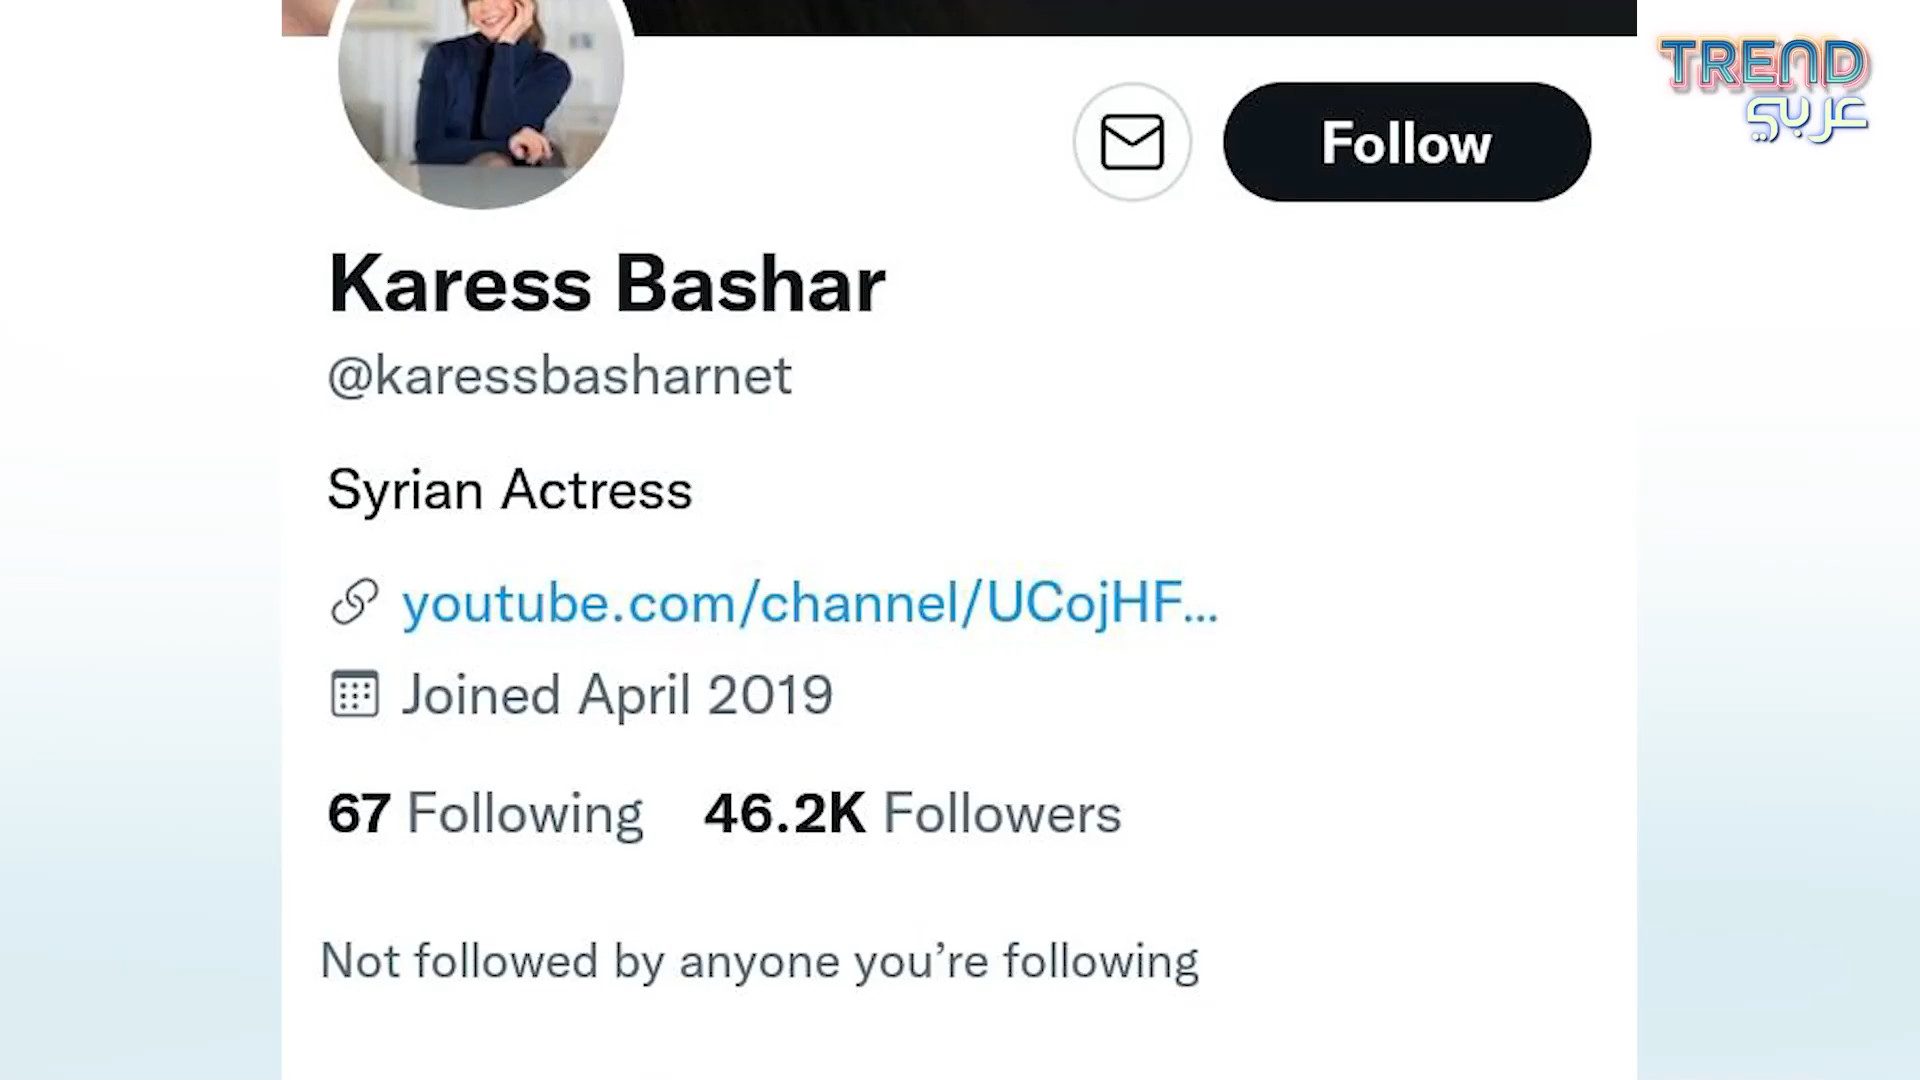 TREND
عربي
Follow
Karess Bashar
@karessbasharnet
Syrian Actress
youtube.com/channel/UCojHF...
Joined April 2019
67 Following 46.2K Followers
Not followed by anyone you’re following